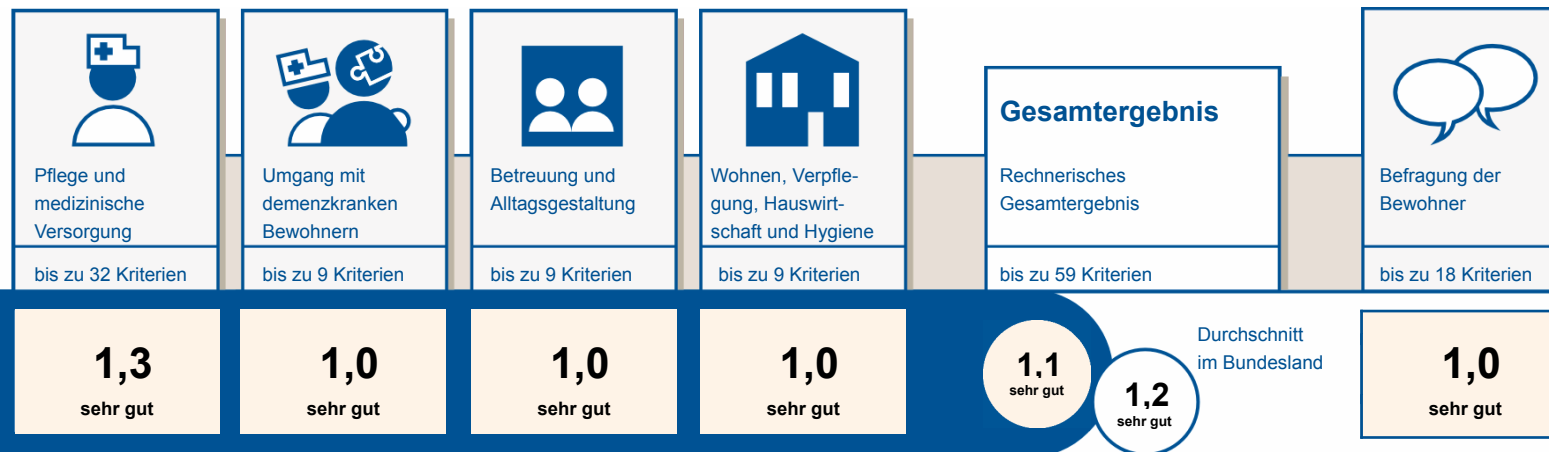 Pflege und
medizinische
Versorgung
bis zu 32 Kriterien
1,3
sehr gut
Umgang mit
demenzkranken
Bewohnern
bis zu 9 Kriterien
1,0
sehr gut
Betreuung und
Alltagsgestaltung
bis zu 9 Kriterien
1,0
sehr gut
Wohnen, Verpfle-
gung, Hauswirt-
schaft und Hygiene
bis zu 9 Kriterien
1,0
sehr gut
Gesamtergebnis
Rechnerisches
Gesamtergebnis
bis zu 59 Kriterien
1,1
sehr gut
Durchschnitt
im Bundesland
1,2
sehr gut
Befragung der
Bewohner
bis zu 18 Kriterien
1,0
sehr gut